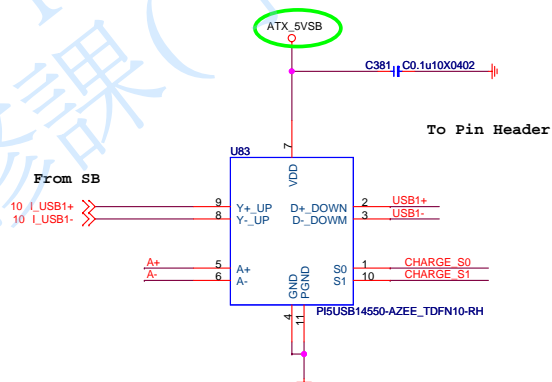 ATX_5VSB
C381
C0.1u10X0402
To Pin Header
U83
7
VDD
From SB
10 I_USB1+
10 I_USB1-
9
8
Y+_UP
Y-_UP
D+_DOWN
D-_DOWM
2
3
USB1+
USB1-
A+
A-
5
6
A+
A-
S0
S1
1
10
CHARGE_S0
CHARGE_S1
GND
PGND
4
11
PI5USB14550-AZEE_TDFN10-RH
課(